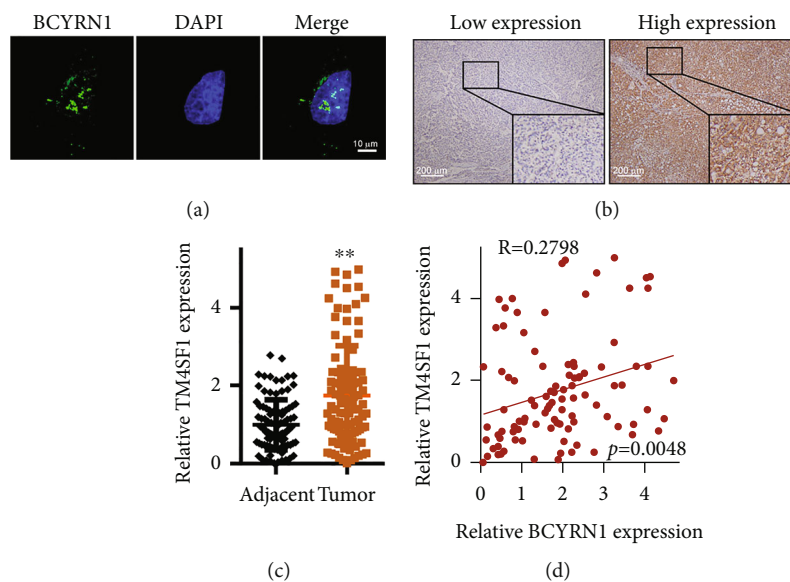 (a)
BCYRN1 DAPI Merge
10 μm
(b)
Low expression High expression
200 μm 200 μm
Relative TM4SF1 expression
4
2
0
**
Adjacent Tumor
(c)
Relative TM4SF1 expression
4
2
0
R=0.2798
p=0.0048
0 1 2 3 4
Relative BCYRN1 expression
(d)